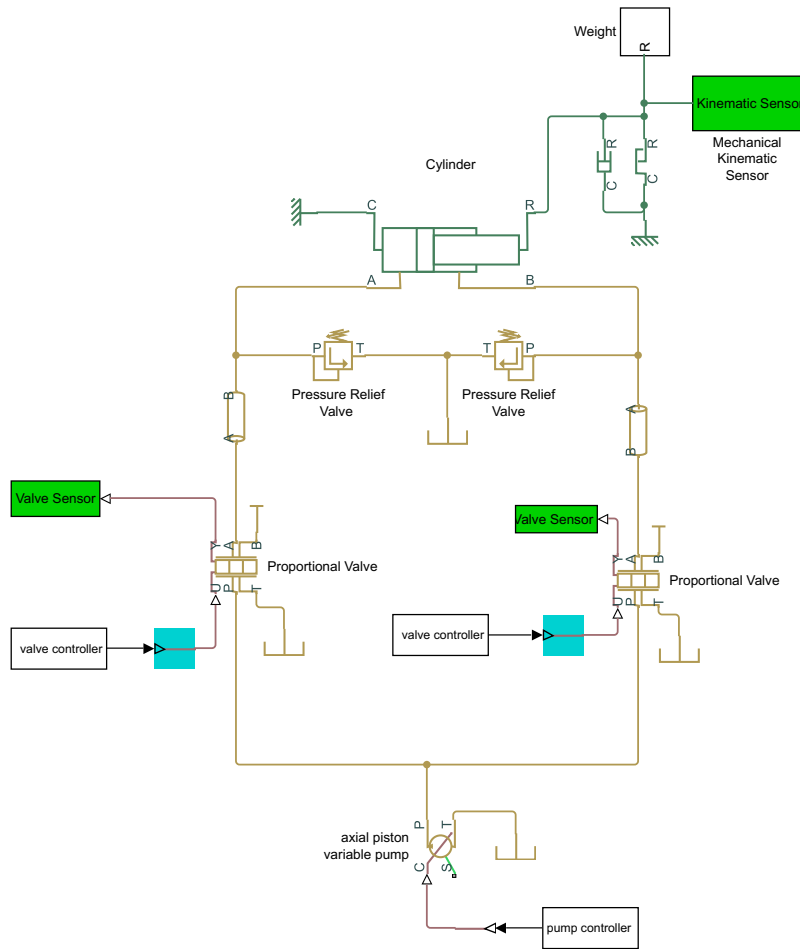 Weight
R
Kinematic Sensor
Mechanical
Kinematic
Sensor
R
R
C
C
Cylinder
C
R
A
B
P
T
T
P
Pressure Relief
Valve
Pressure Relief
Valve
B
A
A
B
Valve Sensor
Valve Sensor
Y
A
B
Proportional Valve
U
P
T
Y
A
B
Proportional Valve
U
P
T
valve controller
valve controller
P
T
axial piston
variable pump
C
S
pump controller